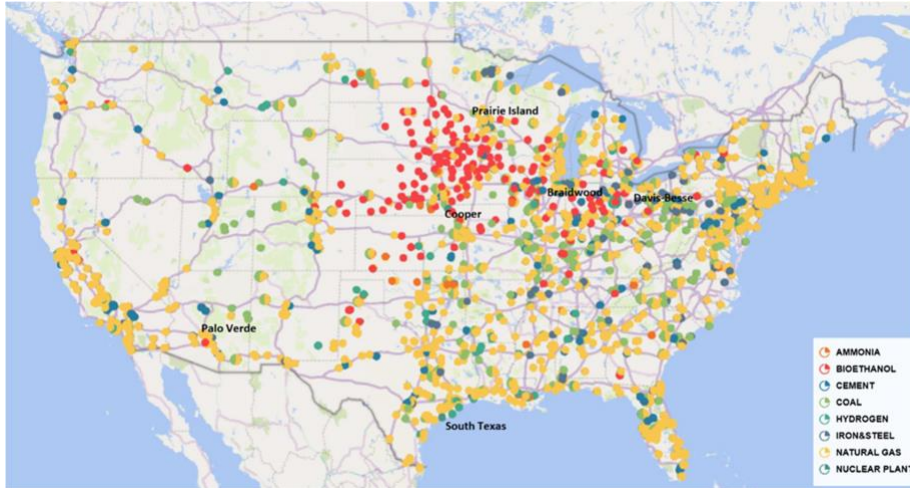 Prairie Island
Braidwood
Davis-Besse
Cooper
Palo Verde
South Texas
AMMONIA
BIOETHANOL
CEMENT
COAL
HYDROGEN
IRON&STEEL
NATURAL GAS
NUCLEAR PLANT